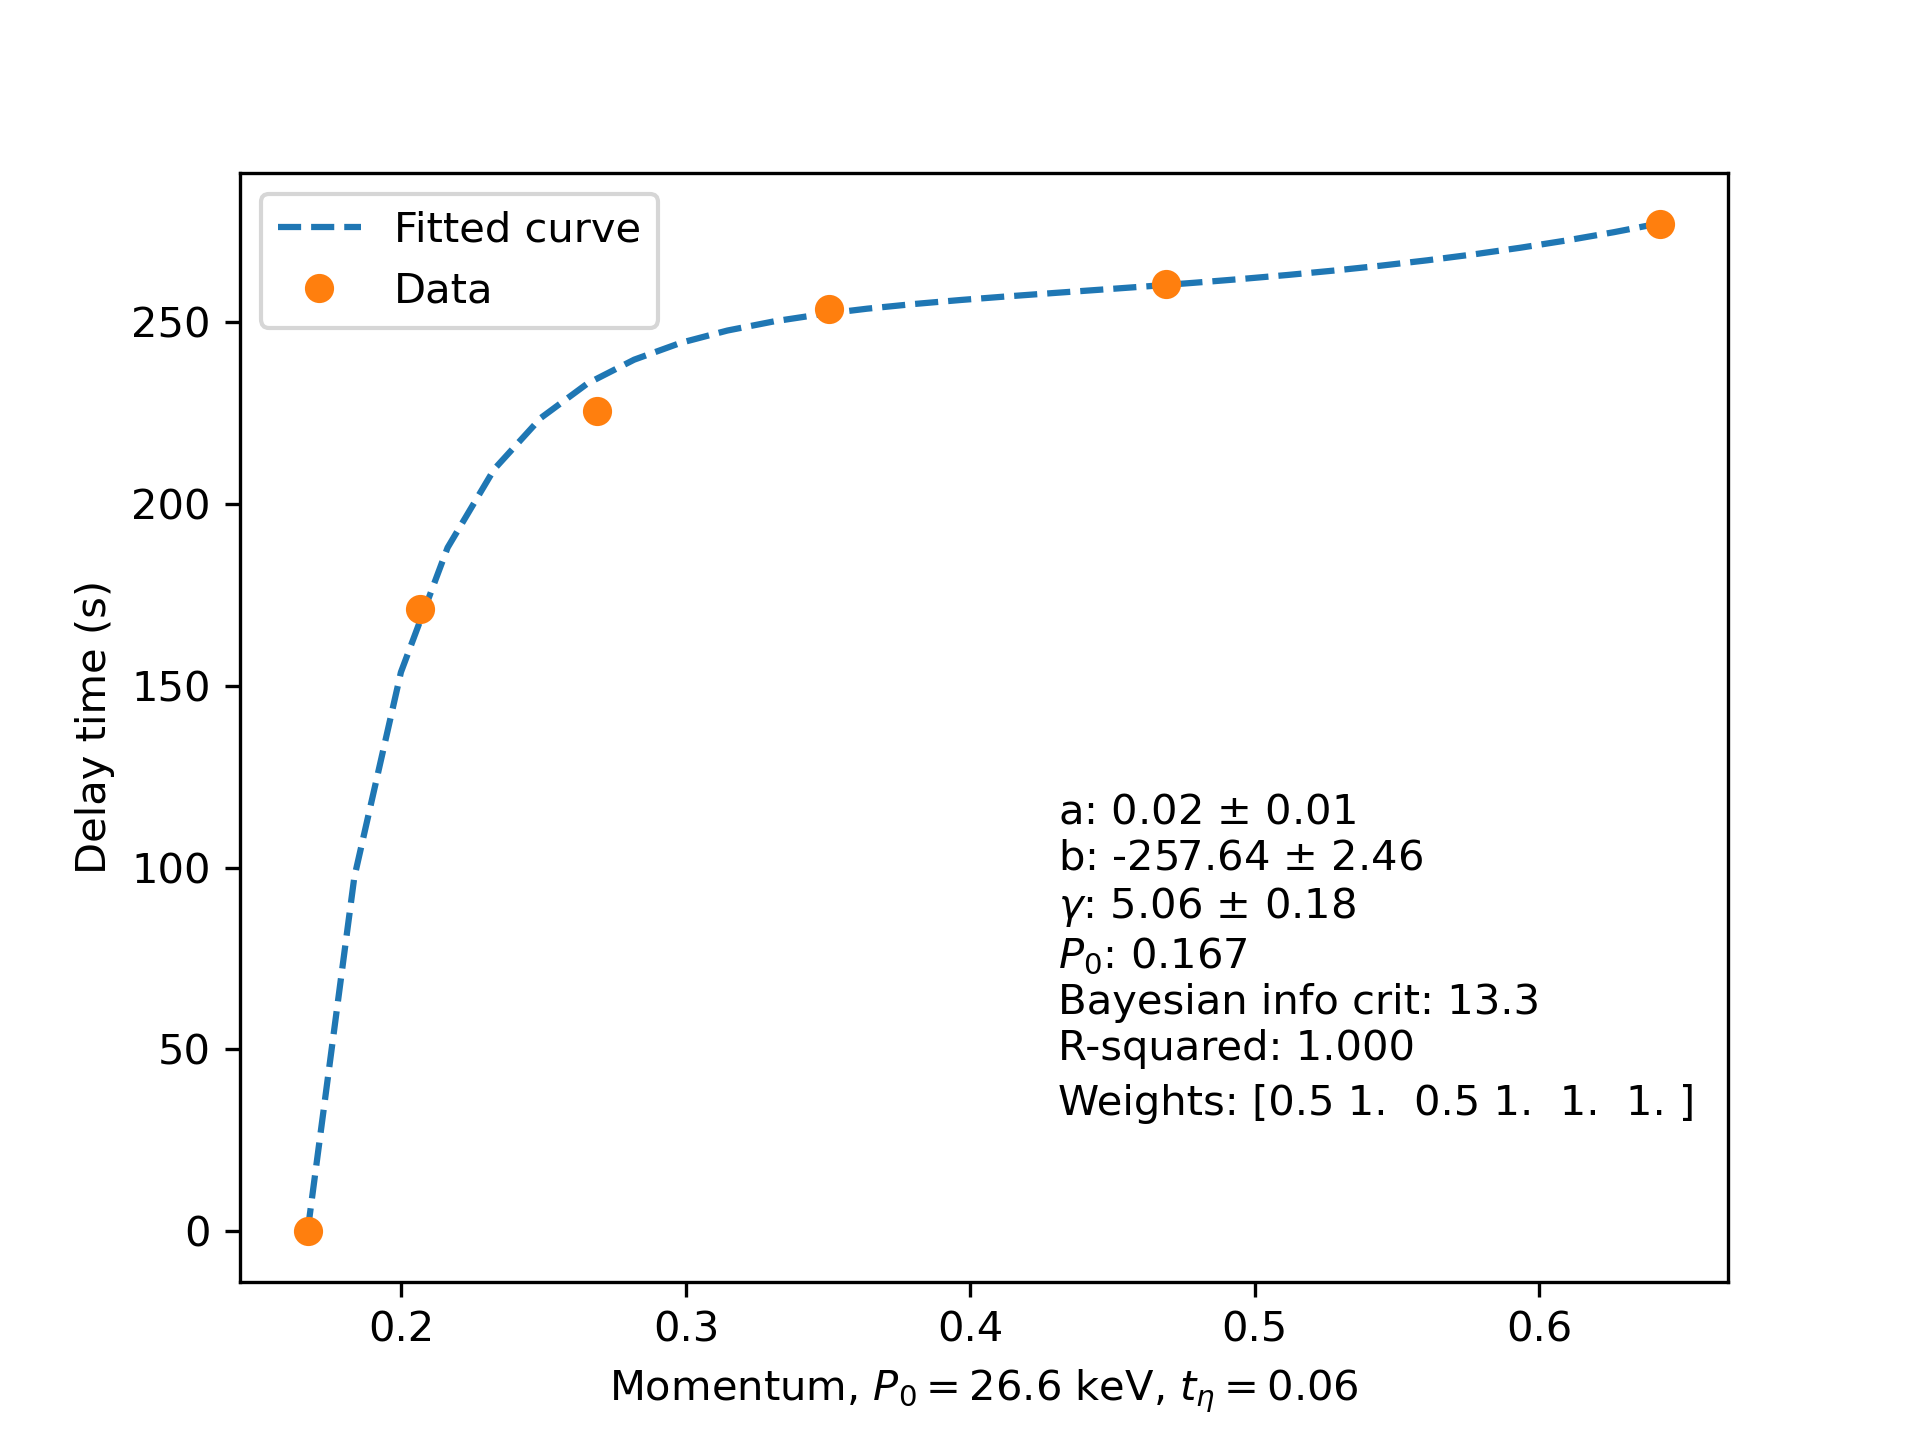 Fitted curve
Data
250
200
150
100
50
0
Delay time (s)
a: 0.02 ± 0.01
b: -257.64 ± 2.46
γ: 5.06 ± 0.18
P₀: 0.167
Bayesian info crit: 13.3
R-squared: 1.000
Weights: [0.5 1.  0.5 1.  1.  1. ]
0.2 0.3 0.4 0.5 0.6
Momentum, P₀ = 26.6 keV, tη = 0.06